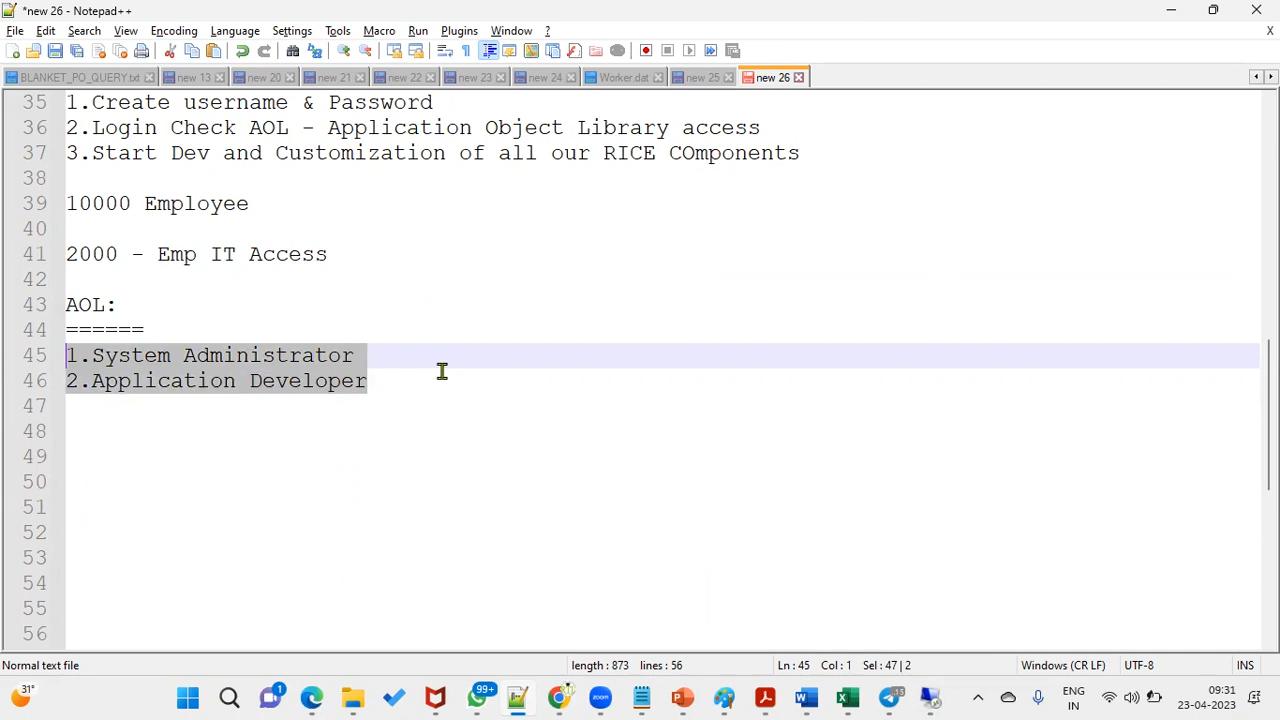 *new 26 - Notepad++
File Edit Search View Encoding Language Settings Tools Macro Run Plugins Window ?
X
BLANKET_PO_QUERY.txt new 13 new 20 new 21 new 22 new 23 new 24 Worker.dat new 25 new 26
35 1.Create username & Password
36 2.Login Check AOL - Application Object Library access
37 3.Start Dev and Customization of all our RICE COmponents
38
39 10000 Employee
40
41 2000 - Emp IT Access
42
43 AOL:
44 ======
45 1.System Administrator
46 2.Application Developer
47
48
49
50
51
52
53
54
55
56
Normal text file length : 873 lines : 56 Ln : 45 Col : 1 Sel : 47 | 2 Windows (CR LF) UTF-8 INS
31° 1 99+ 15 ENG IN 09:31
23-04-2023